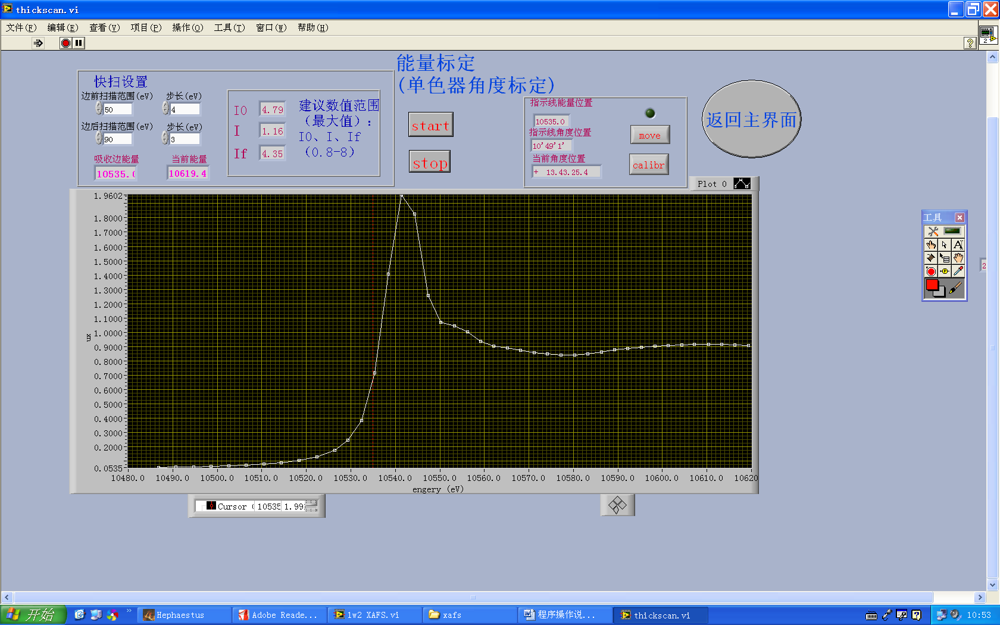 thickscan.vi
文件(F) 编辑(E) 查看(V) 项目(P) 操作(O) 工具(T) 窗口(W) 帮助(H)
2
能量标定
(单色器角度标定)
快扫设置
边前扫描范围(eV) 步长(eV)
50 4
边后扫描范围(eV) 步长(eV)
90 3
吸收边能量 当前能量
10535. 10619.4
I0 4.79
I 1.16
If 4.35
建议数值范围
(最大值):
I0、I、If
(0.8-8)
start
stop
指示线能量位置
10535.0
指示线角度位置
10°49'1'
当前角度位置
+ 13.43.25.4
move
calibr
返回主界面
Plot 0
1.9602
1.8000
1.7000
1.6000
1.5000
1.4000
1.3000
1.2000
1.1000
1.0000
0.9000
0.8000
0.7000
0.6000
0.5000
0.4000
0.3000
0.2000
0.0535
ux
10480.0 10490.0 10500.0 10510.0 10520.0 10530.0 10540.0 10550.0 10560.0 10570.0 10580.0 10590.0 10600.0 10610.0 10620
engery (eV)
Cursor 10535 1.99
工具
2
开始 Hephaestus Adobe Reade... 1w2 XAFS.vi xafs 程序操作说... thickscan.vi 10:53